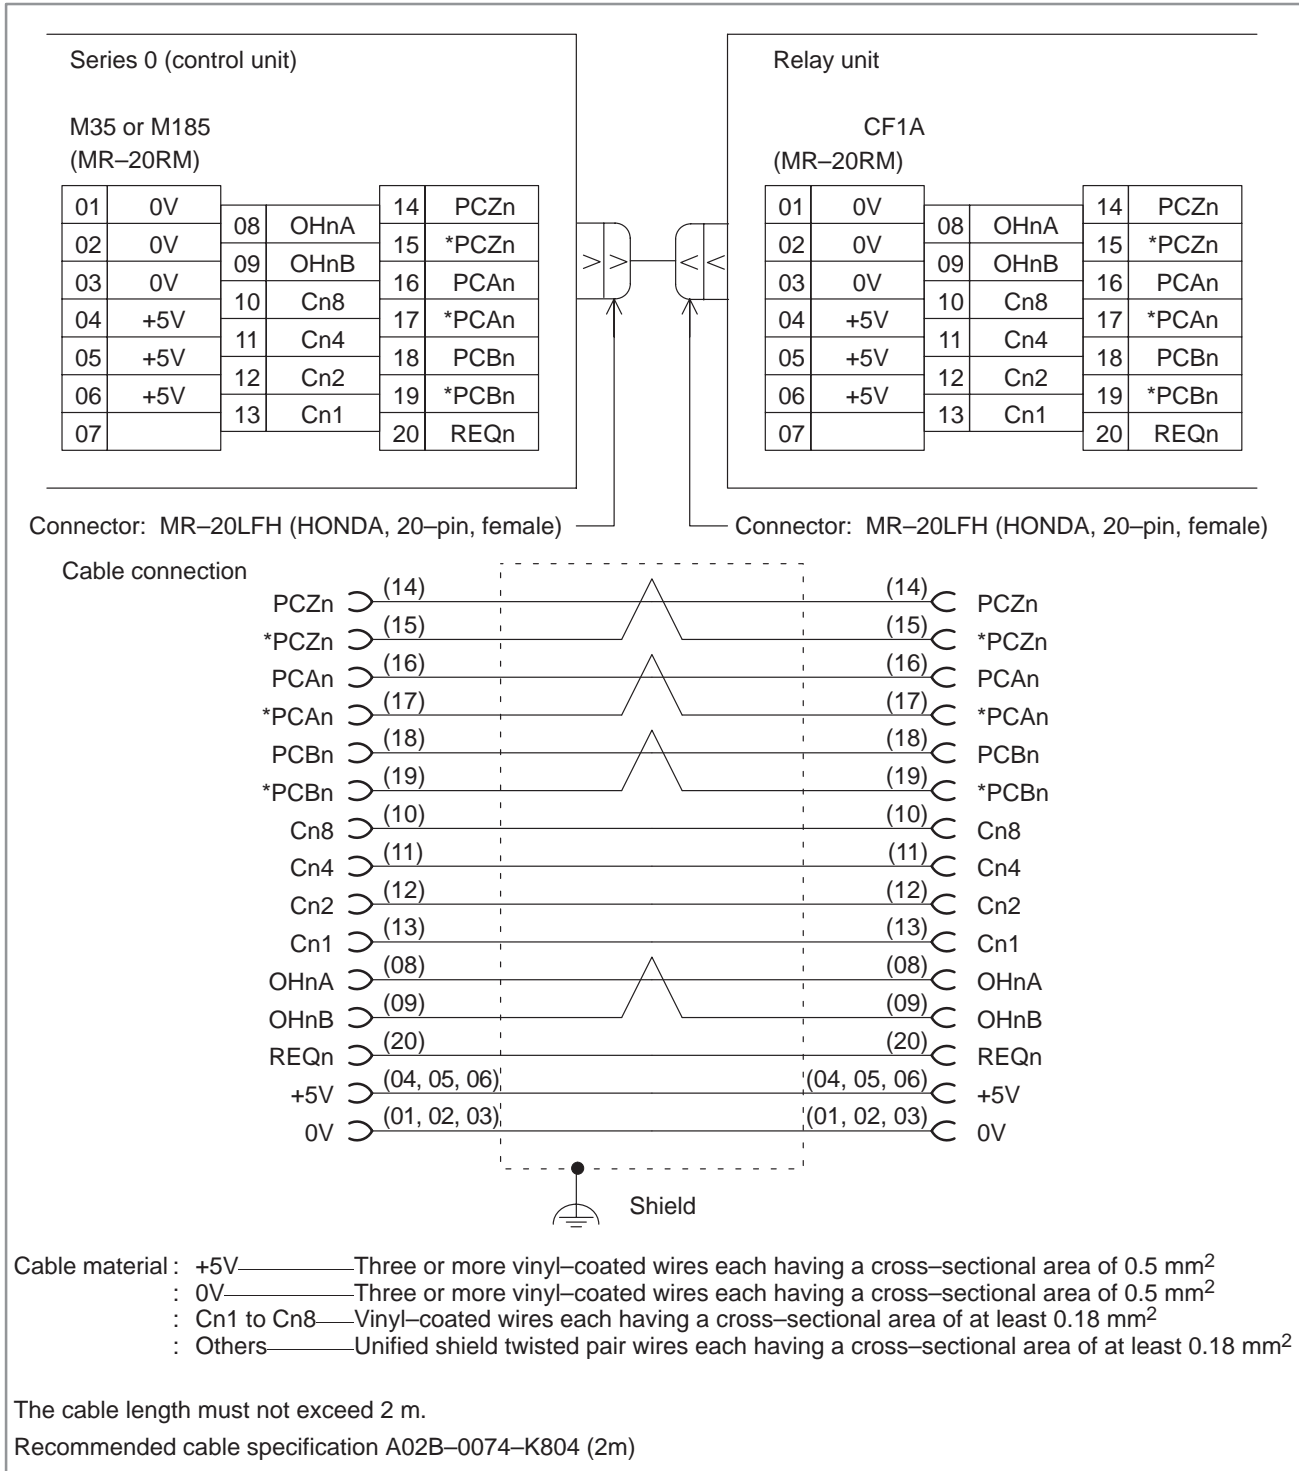 Series 0 (control unit)
M35 or M185
(MR–20RM)
01 0V
02 0V
03 0V
04 +5V
05 +5V
06 +5V
07
08 OHnA
09 OHnB
10 Cn8
11 Cn4
12 Cn2
13 Cn1
14 PCZn
15 *PCZn
16 PCAn
17 *PCAn
18 PCBn
19 *PCBn
20 REQn
Relay unit
CF1A
(MR–20RM)
01 0V
02 0V
03 0V
04 +5V
05 +5V
06 +5V
07
08 OHnA
09 OHnB
10 Cn8
11 Cn4
12 Cn2
13 Cn1
14 PCZn
15 *PCZn
16 PCAn
17 *PCAn
18 PCBn
19 *PCBn
20 REQn
Connector: MR–20LFH (HONDA, 20–pin, female)
Connector: MR–20LFH (HONDA, 20–pin, female)
Cable connection
PCZn (14) (14) PCZn
*PCZn (15) (15) *PCZn
PCAn (16) (16) PCAn
*PCAn (17) (17) *PCAn
PCBn (18) (18) PCBn
*PCBn (19) (19) *PCBn
Cn8 (10) (10) Cn8
Cn4 (11) (11) Cn4
Cn2 (12) (12) Cn2
Cn1 (13) (13) Cn1
OHnA (08) (08) OHnA
OHnB (09) (09) OHnB
REQn (20) (20) REQn
+5V (04, 05, 06) (04, 05, 06) +5V
0V (01, 02, 03) (01, 02, 03) 0V
Shield
Cable material : +5V Three or more vinyl–coated wires each having a cross–sectional area of 0.5 mm²
: 0V Three or more vinyl–coated wires each having a cross–sectional area of 0.5 mm²
: Cn1 to Cn8 Vinyl–coated wires each having a cross–sectional area of at least 0.18 mm²
: Others Unified shield twisted pair wires each having a cross–sectional area of at least 0.18 mm²
The cable length must not exceed 2 m.
Recommended cable specification A02B–0074–K804 (2m)